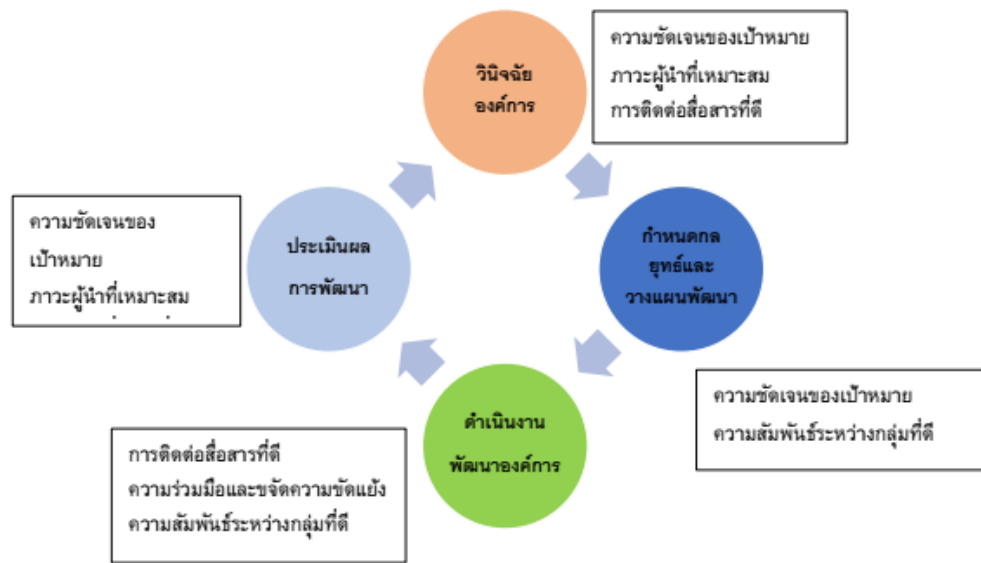 วินิจฉัย
องค์การ
ความชัดเจนของเป้าหมาย
ภาวะผู้นำที่เหมาะสม
การติดต่อสื่อสารที่ดี
กำหนดกล
ยุทธ์และ
วางแผนพัฒนา
ความชัดเจนของเป้าหมาย
ความสัมพันธ์ระหว่างกลุ่มที่ดี
ดำเนินงาน
พัฒนาองค์การ
การติดต่อสื่อสารที่ดี
ความร่วมมือและขจัดความขัดแย้ง
ความสัมพันธ์ระหว่างกลุ่มที่ดี
ประเมินผล
การพัฒนา
ความชัดเจนของ
เป้าหมาย
ภาวะผู้นำที่เหมาะสม